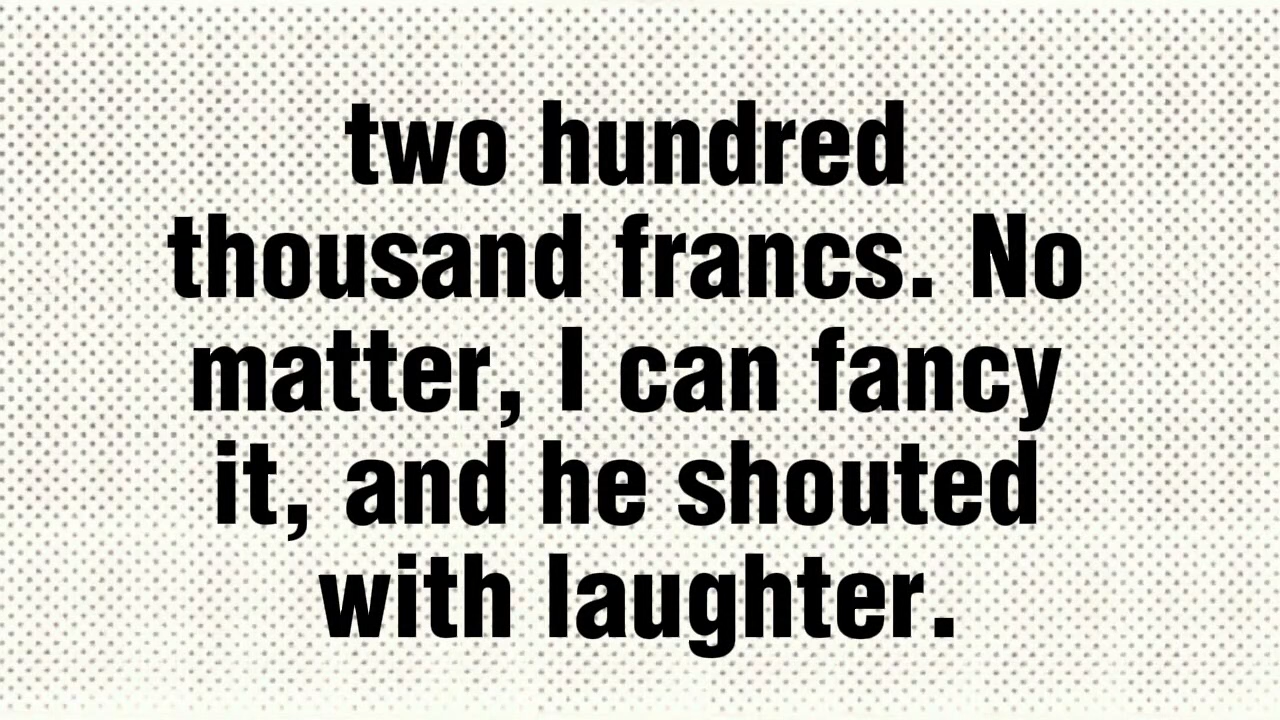 two hundred
thousand francs. No
matter, I can fancy
it, and he shouted
with laughter.